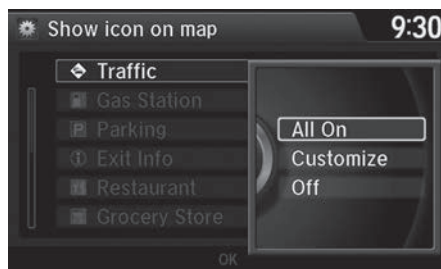 Show icon on map 9:30
Traffic
Gas Station
P Parking
Exit Info
Restaurant
Grocery Store
All On
Customize
Off
OK